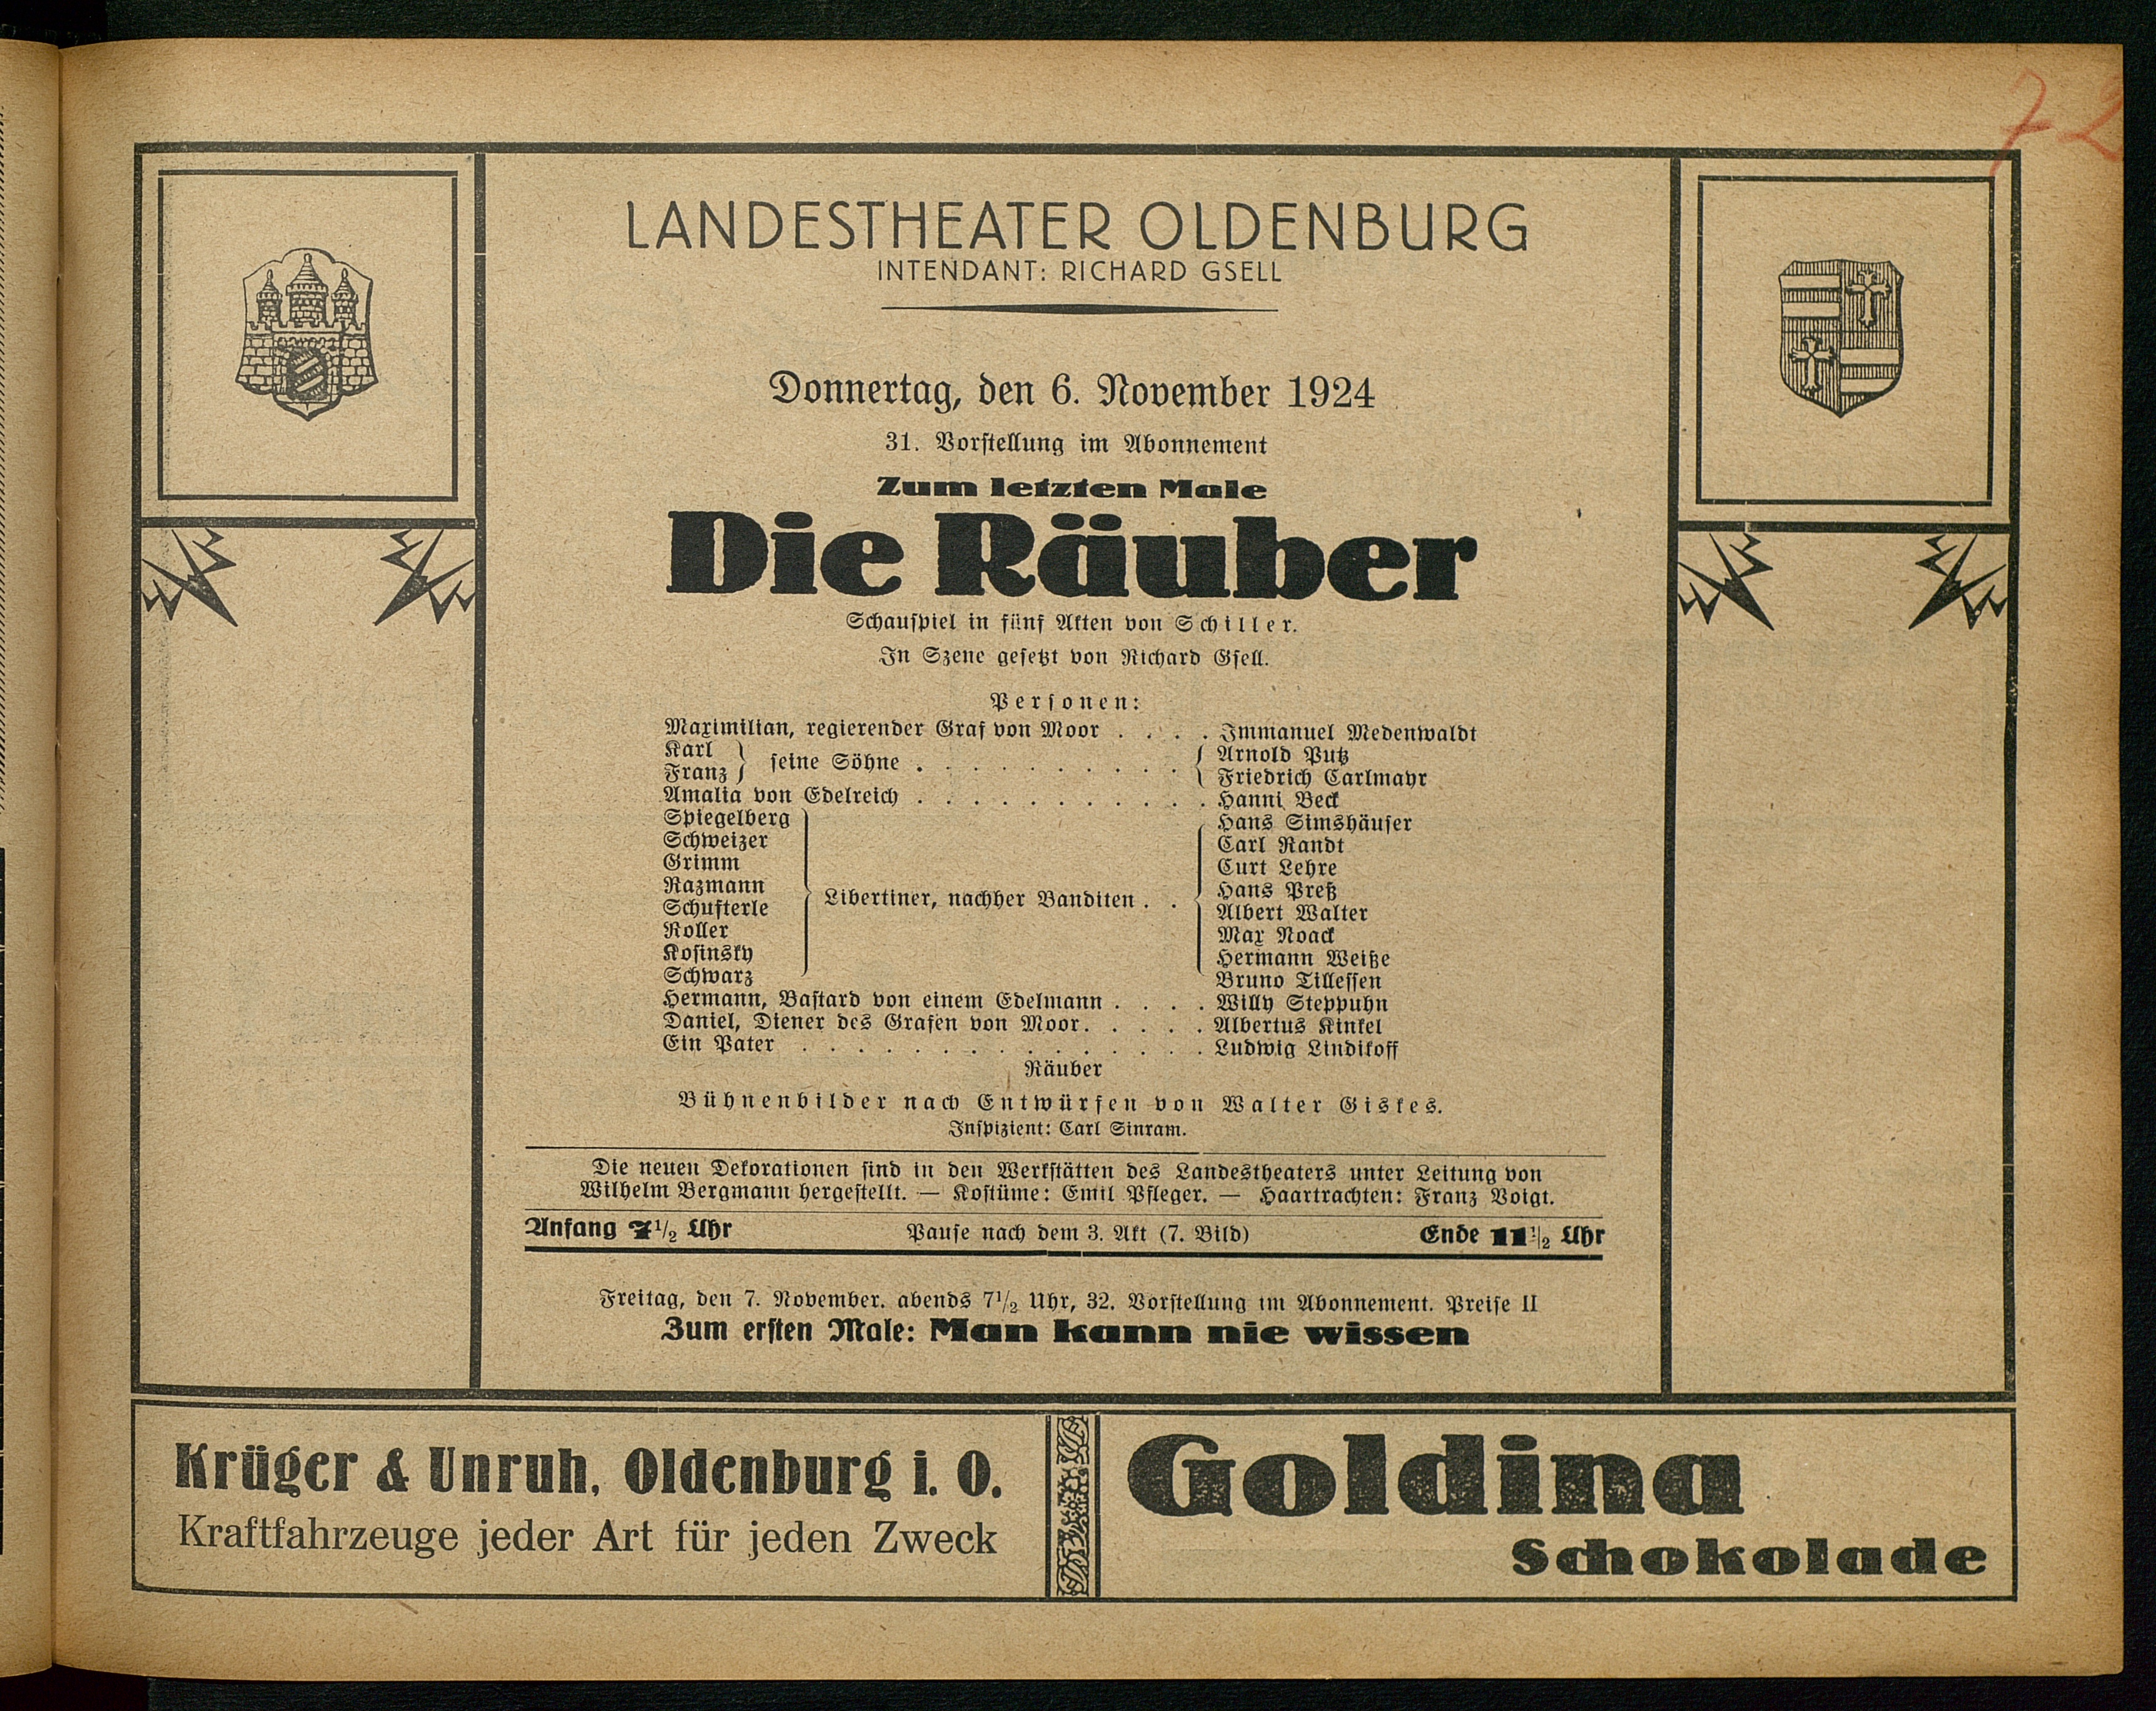 72
LANDESTHEATER OLDENBURG
INTENDANT: RICHARD GSELL
Donnertag, den 6. November 1924
31. Vorstellung im Abonnement
Zum letzten Male
Die Räuber
Schauspiel in fünf Akten von Schiller.
In Szene gesetzt von Richard Gsell.
Personen:
Maximilian, regierender Graf von Moor . . . . Immanuel Medenwaldt
Karl } seine Söhne . . . . . . . . . . { Arnold Putz
Franz } { Friedrich Carlmayr
Amalia von Edelreich . . . . . . . . . . . Hanni Beck
Spiegelberg } { Hans Simshäuser
Schweizer Carl Randt
Grimm Curt Lehre
Razmann Hans Preß
Schufterle Libertiner, nachher Banditen . . Albert Walter
Roller Max Noack
Kosinsky Hermann Weiße
Schwarz Bruno Tillessen
Hermann, Bastard von einem Edelmann . . . . Willy Steppuhn
Daniel, Diener des Grafen von Moor. . . . . Albertus Kinkel
Ein Pater . . . . . . . . . . . . . . . Ludwig Lindikoff
Räuber
Bühnenbilder nach Entwürfen von Walter Giskes.
Inspizient: Carl Sinram.
Die neuen Dekorationen sind in den Werkstätten des Landestheaters unter Leitung von
Wilhelm Bergmann hergestellt. — Kostüme: Emil Pfleger. — Haartrachten: Franz Voigt.
Anfang 7½ Uhr Pause nach dem 3. Akt (7. Bild) Ende 11½ Uhr
Freitag, den 7. November. abends 7½ Uhr, 32. Vorstellung im Abonnement. Preise II
Zum ersten Male: Man kann nie wissen
Krüger & Unruh, Oldenburg i. O.
Kraftfahrzeuge jeder Art für jeden Zweck
Goldina
Schokolade